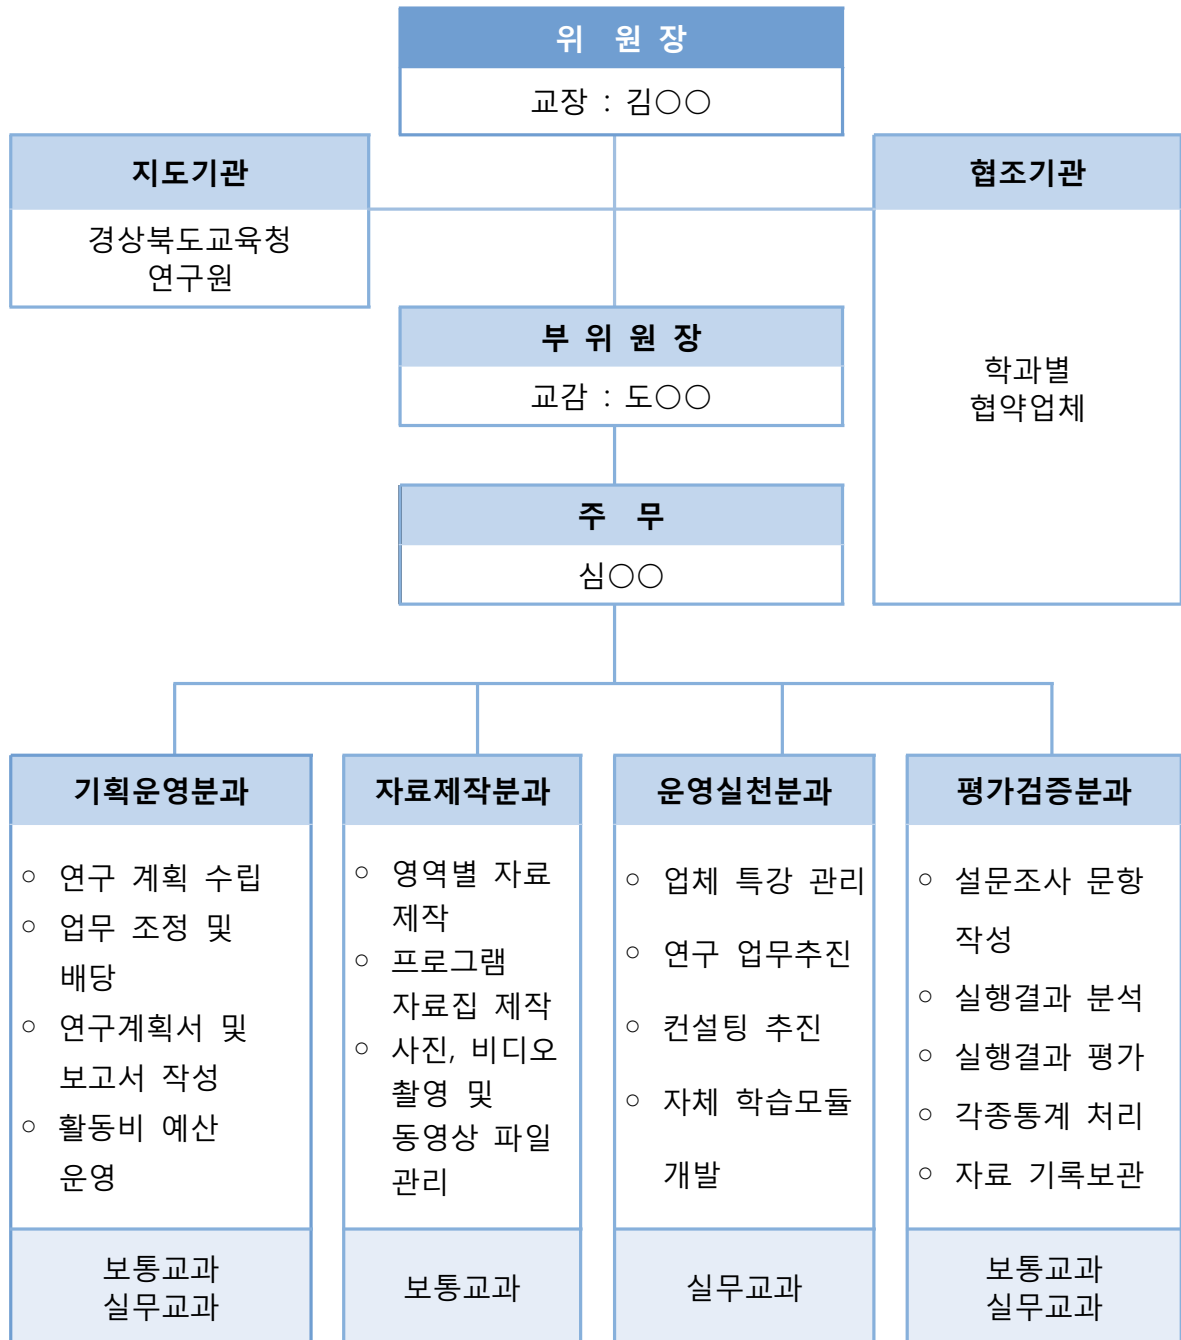 위 원 장
교장 : 김○○
지도기관
경상북도교육청
연구원
협조기관
학과별
협약업체
부 위 원 장
교감 : 도○○
주 무
심○○
기획운영분과
○ 연구 계획 수립
○ 업무 조정 및
배당
○ 연구계획서 및
보고서 작성
○ 활동비 예산
운영
보통교과
실무교과
자료제작분과
○ 영역별 자료
제작
○ 프로그램
자료집 제작
○ 사진, 비디오
촬영 및
동영상 파일
관리
보통교과
운영실천분과
○ 업체 특강 관리
○ 연구 업무추진
○ 컨설팅 추진
○ 자체 학습모듈
개발
실무교과
평가검증분과
○ 설문조사 문항
작성
○ 실행결과 분석
○ 실행결과 평가
○ 각종통계 처리
○ 자료 기록보관
보통교과
실무교과